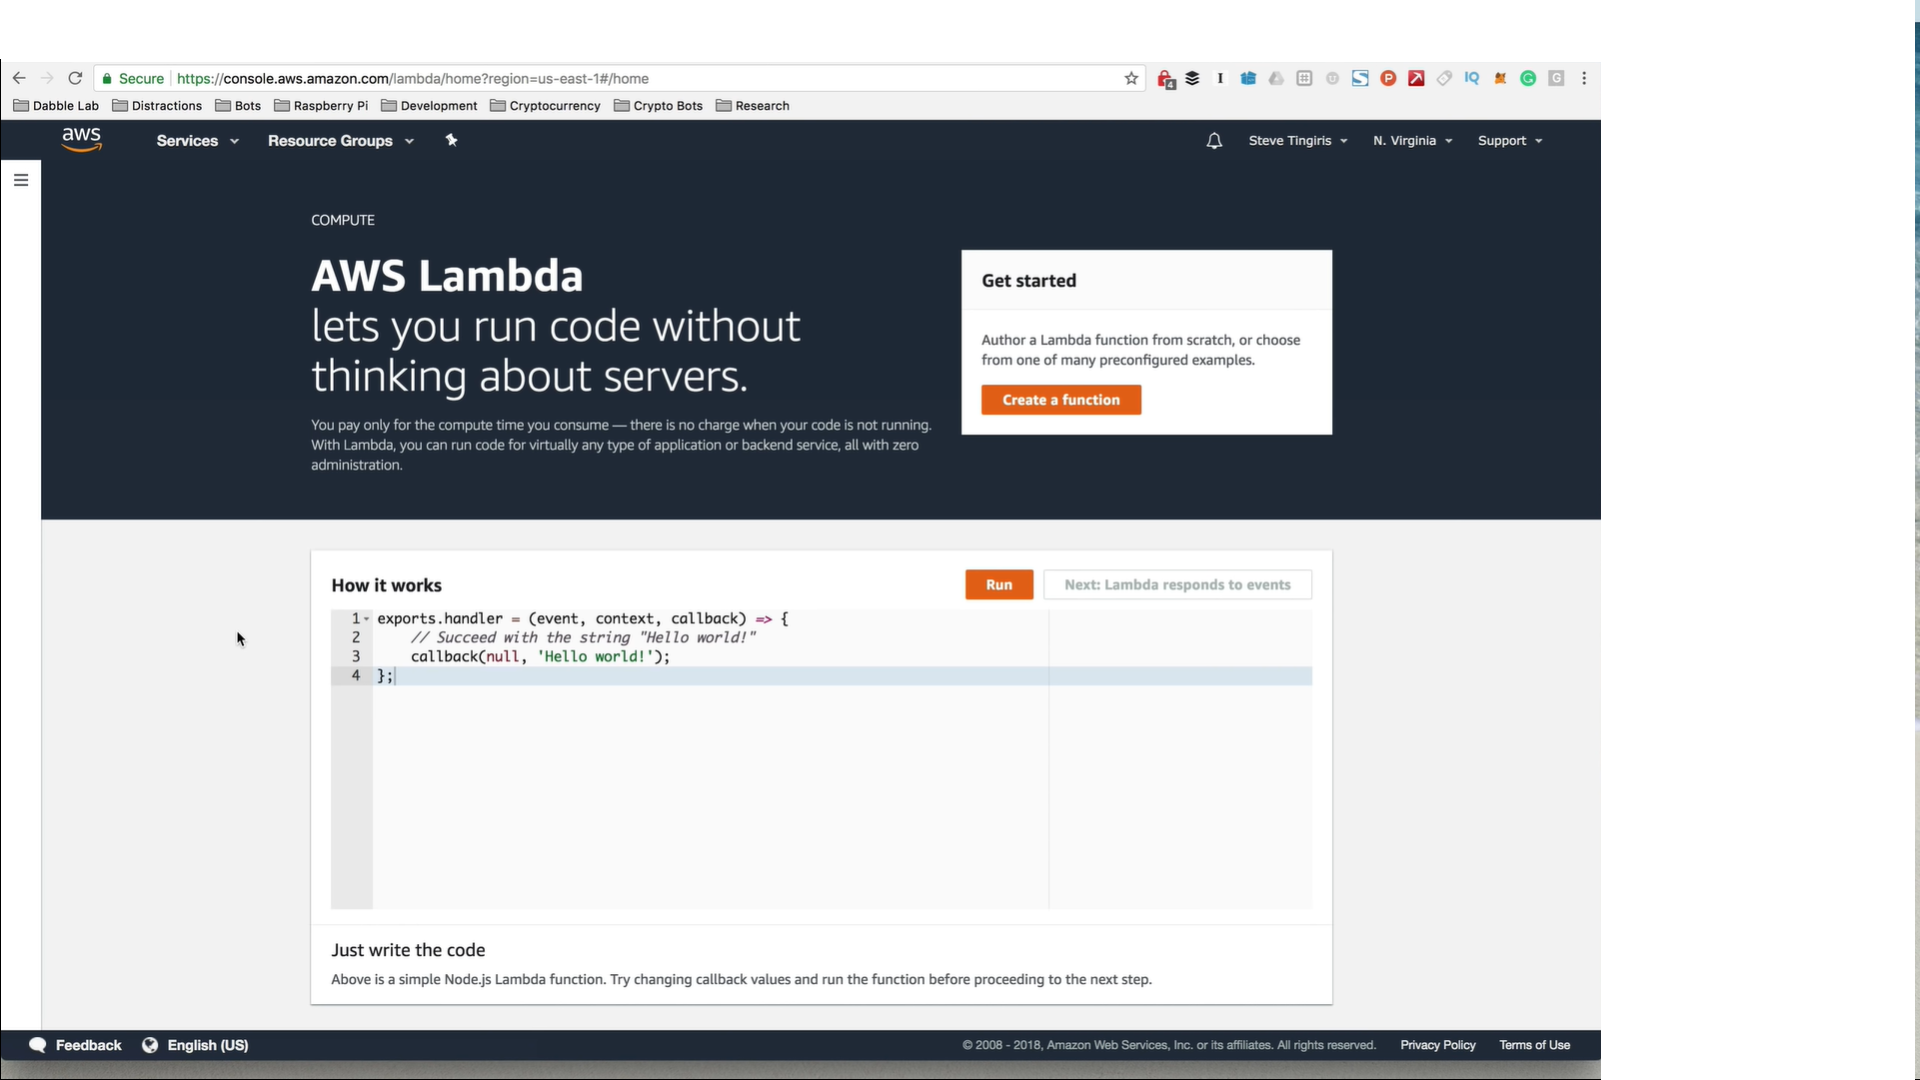 Secure https://console.aws.amazon.com/lambda/home?region=us-east-1#/home
Dabble Lab Distractions Bots Raspberry Pi Development Cryptocurrency Crypto Bots Research
aws Services Resource Groups Steve Tingiris N. Virginia Support
COMPUTE
AWS Lambda
lets you run code without
thinking about servers.
You pay only for the compute time you consume — there is no charge when your code is not running.
With Lambda, you can run code for virtually any type of application or backend service, all with zero
administration.
Get started
Author a Lambda function from scratch, or choose
from one of many preconfigured examples.
Create a function
How it works
Run
Next: Lambda responds to events
1 exports.handler = (event, context, callback) => {
2 // Succeed with the string "Hello world!"
3 callback(null, 'Hello world!');
4 };
Just write the code
Above is a simple Node.js Lambda function. Try changing callback values and run the function before proceeding to the next step.
Feedback English (US) © 2008 - 2018, Amazon Web Services, Inc. or its affiliates. All rights reserved. Privacy Policy Terms of Use